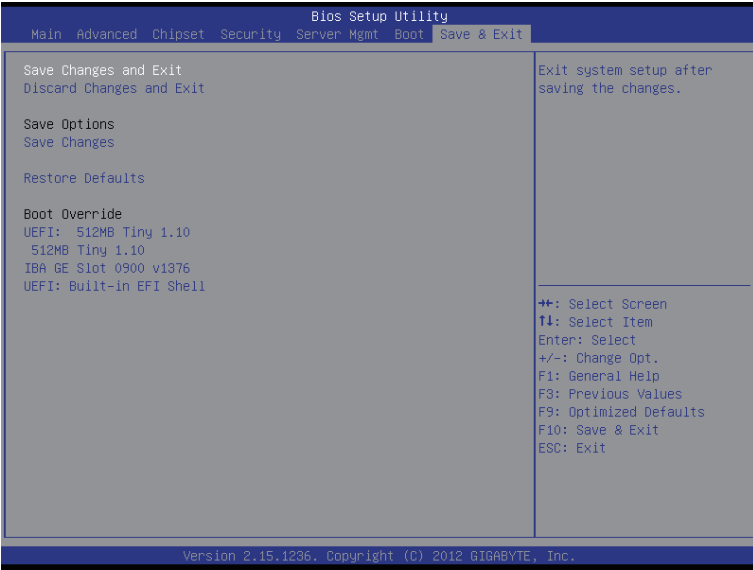 Bios Setup Utility
Main Advanced Chipset Security Server Mgmt Boot Save & Exit
Save Changes and Exit
Discard Changes and Exit
Save Options
Save Changes
Restore Defaults
Boot Override
UEFI: 512MB Tiny 1.10
512MB Tiny 1.10
IBA GE Slot 0900 v1376
UEFI: Built-in EFI Shell
Exit system setup after
saving the changes.
→←: Select Screen
↑↓: Select Item
Enter: Select
+/-: Change Opt.
F1: General Help
F3: Previous Values
F9: Optimized Defaults
F10: Save & Exit
ESC: Exit
Version 2.15.1236. Copyright (C) 2012 GIGABYTE, Inc.